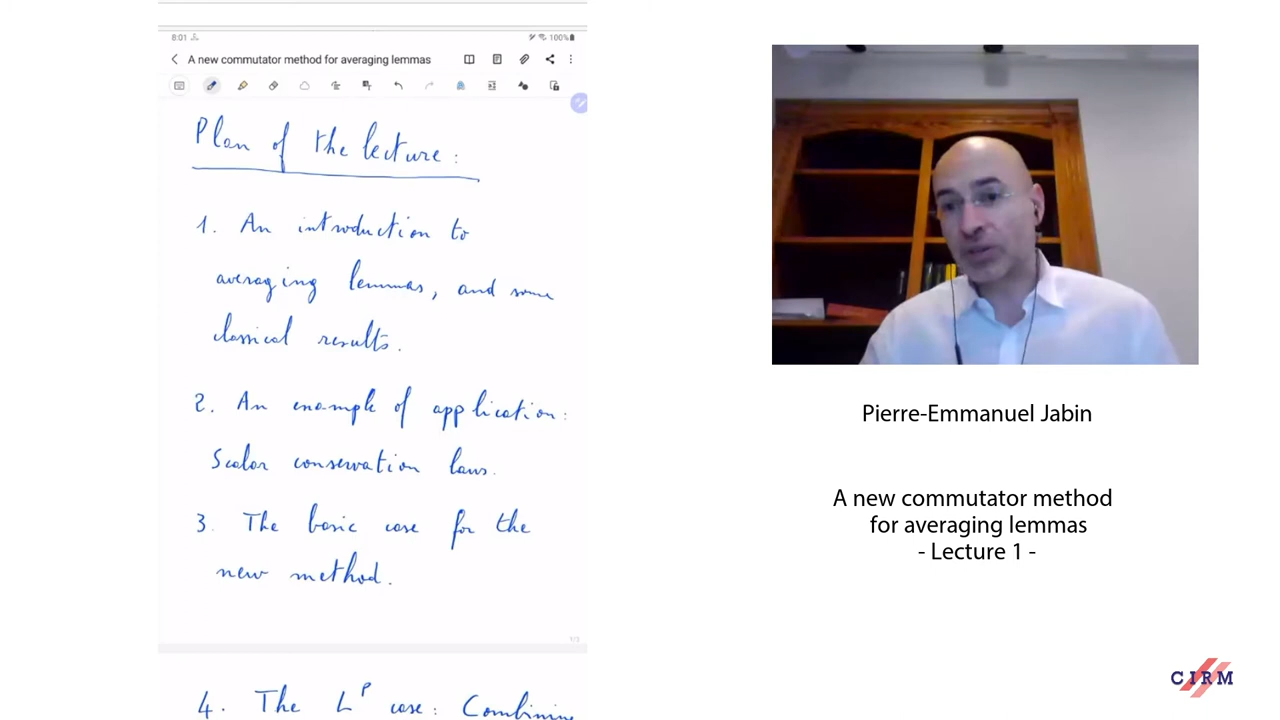 8:01
100%
A new commutator method for averaging lemmas
Plan of the lecture:
1. An introduction to
averaging lemmas, and some
classical results.
2. An example of application:
Scalar conservation laws.
3. The basic case for the
new method.
1/3
4. The L^p case: Combining
Pierre-Emmanuel Jabin
A new commutator method
for averaging lemmas
- Lecture 1 -
CIRM